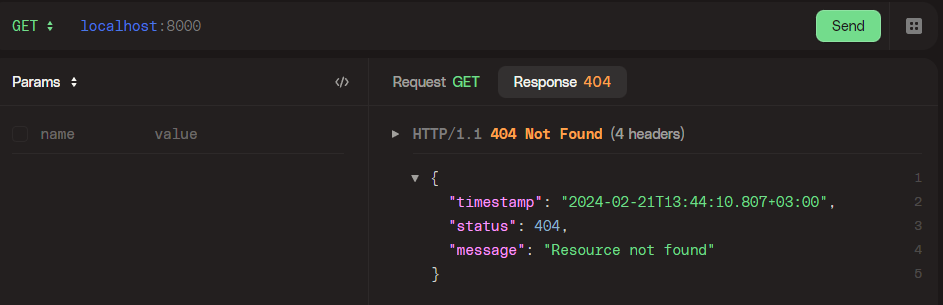 GET localhost:8000 Send
Params </> Request GET Response 404
name value
HTTP/1.1 404 Not Found (4 headers)
{ 1
"timestamp": "2024-02-21T13:44:10.807+03:00", 2
"status": 404, 3
"message": "Resource not found" 4
} 5